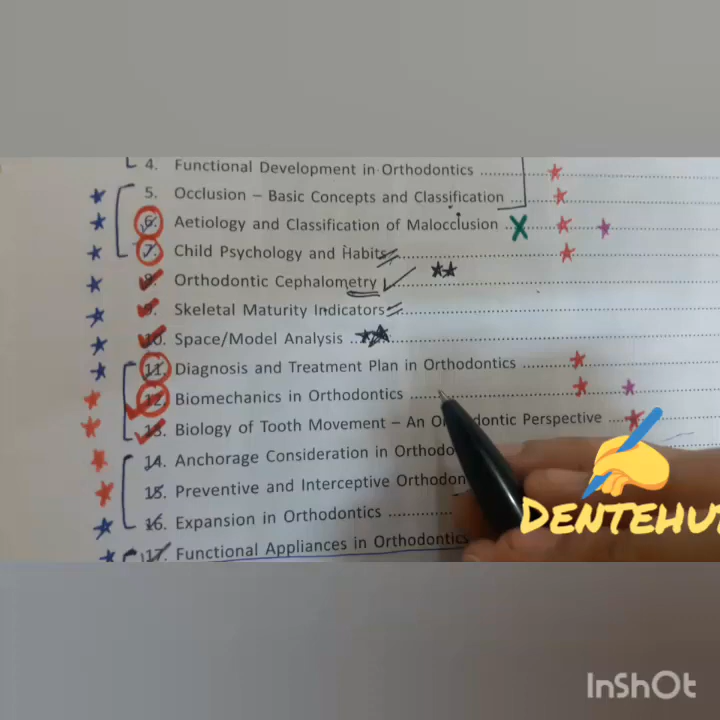 4. Functional Development in Orthodontics
5. Occlusion – Basic Concepts and Classification
6. Aetiology and Classification of Malocclusion
7. Child Psychology and Habits
8. Orthodontic Cephalometry
9. Skeletal Maturity Indicators
10. Space/Model Analysis
11. Diagnosis and Treatment Plan in Orthodontics
12. Biomechanics in Orthodontics
13. Biology of Tooth Movement – An Perspective
14. Anchorage Consideration in Orthodo
15. Preventive and Interceptive Orthodon
16. Expansion in Orthodontics
17. Functional Appliances in Orthodontics
DENTEHU
InShOt